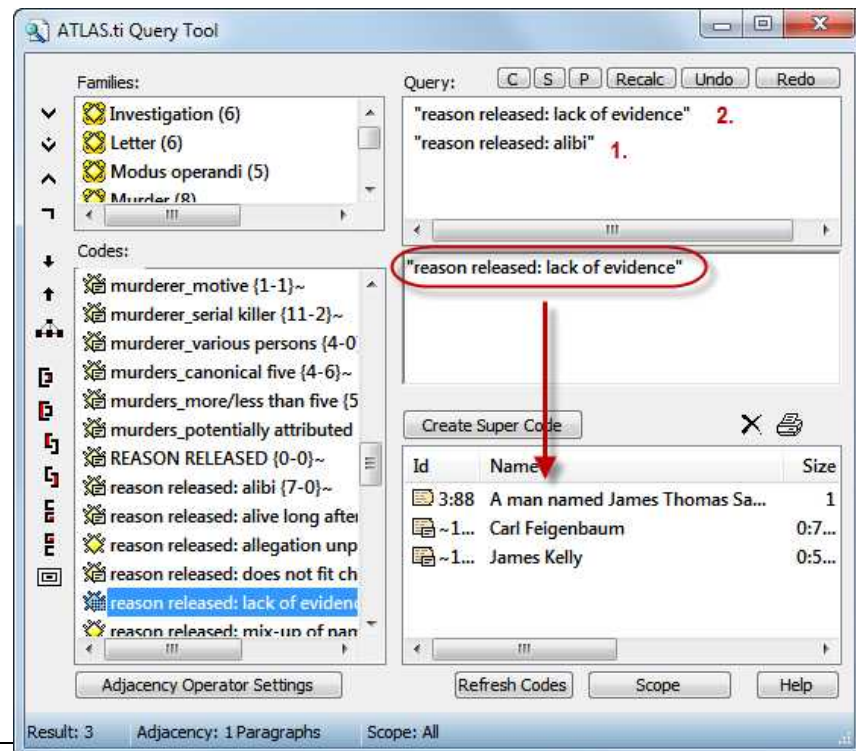 ATLAS.ti Query Tool
Families:
Investigation (6)
Letter (6)
Modus operandi (5)
Murder (8)
Query:
C S P Recalc Undo Redo
"reason released: lack of evidence" 2.
"reason released: alibi" 1.
Codes:
murderer_motive {1-1}~
murderer_serial killer {11-2}~
murderer_various persons {4-0
murders_canonical five {4-6}~
murders_more/less than five {5
murders_potentially attributed
REASON RELEASED {0-0}~
reason released: alibi {7-0}~
reason released: alive long after
reason released: allegation unp
reason released: does not fit ch
reason released: lack of evidenc
reason released: mix-up of nam
"reason released: lack of evidence"
Create Super Code
Id Name Size
3:88 A man named James Thomas Sa... 1
~1... Carl Feigenbaum 0:7...
~1... James Kelly 0:5...
Adjacency Operator Settings
Refresh Codes Scope Help
Result: 3 Adjacency: 1 Paragraphs Scope: All